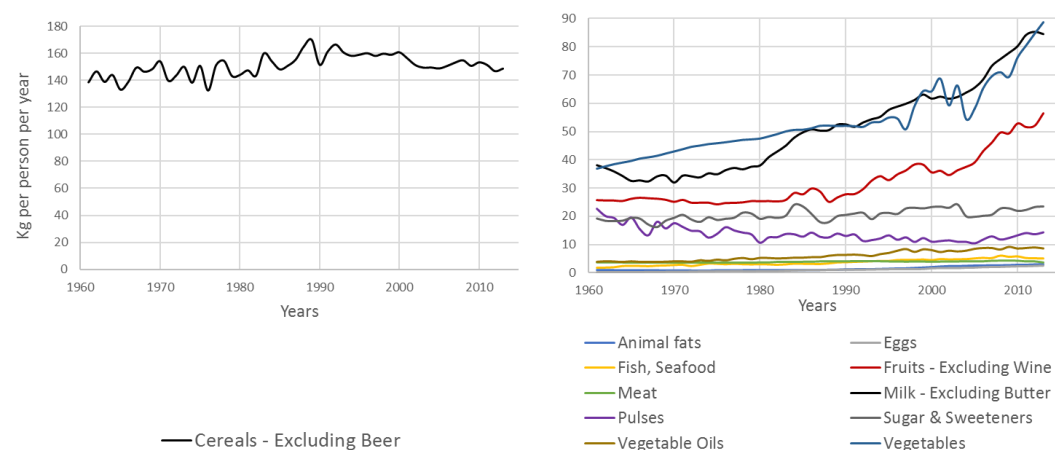 Kg per person per year
180
160
140
120
100
80
60
40
20
0
1960 1970 1980 1990 2000 2010
Years
Cereals - Excluding Beer
90
80
70
60
50
40
30
20
10
0
1960 1970 1980 1990 2000 2010
Years
Animal fats Eggs
Fish, Seafood Fruits - Excluding Wine
Meat Milk - Excluding Butter
Pulses Sugar & Sweeteners
Vegetable Oils Vegetables